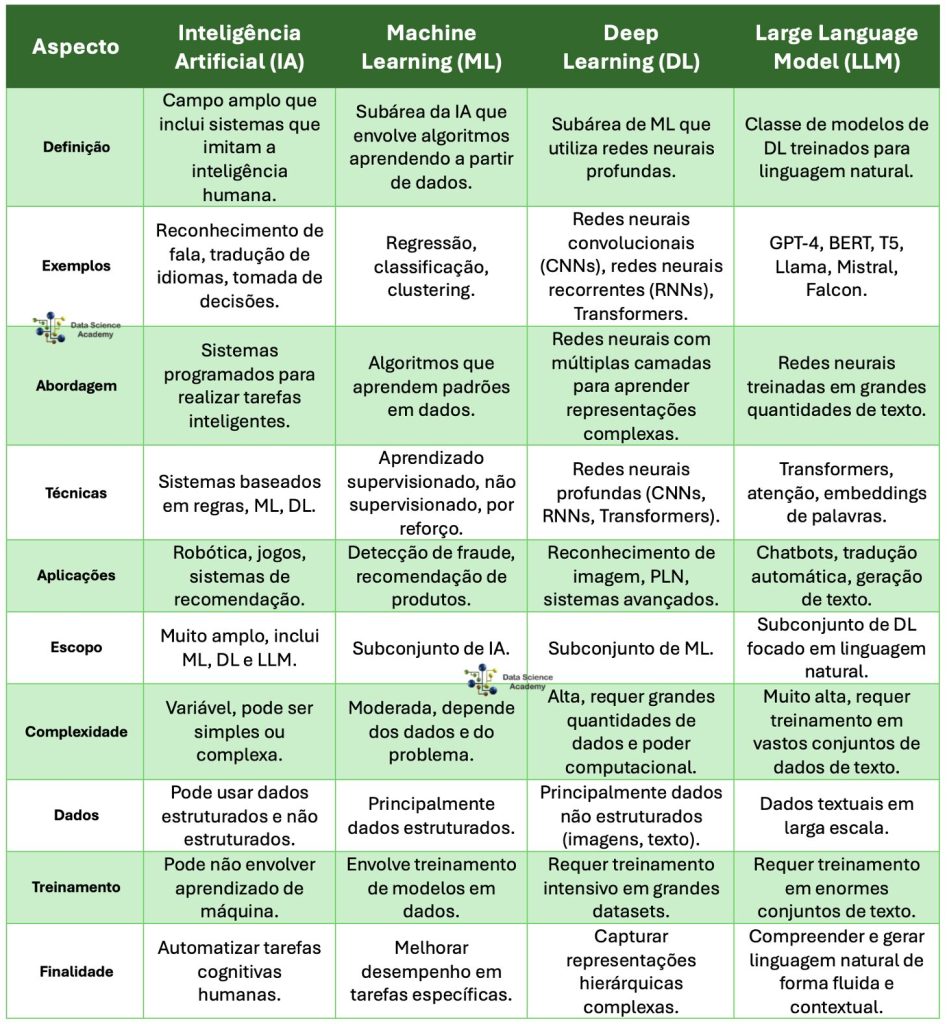 Aspecto
Inteligência
Artificial (IA)
Machine
Learning (ML)
Deep
Learning (DL)
Large Language
Model (LLM)
Definição
Campo amplo que
inclui sistemas que
imitam a
inteligência
humana.
Subárea da IA que
envolve algoritmos
aprendendo a partir
de dados.
Subárea de ML que
utiliza redes neurais
profundas.
Classe de modelos de
DL treinados para
linguagem natural.
Exemplos
Reconhecimento de
fala, tradução de
idiomas, tomada de
decisões.
Regressão,
classificação,
clustering.
Redes neurais
convolucionais
(CNNs), redes neurais
recorrentes (RNNs),
Transformers.
GPT-4, BERT, T5,
Llama, Mistral,
Falcon.
Data Science
Academy
Abordagem
Sistemas
programados para
realizar tarefas
inteligentes.
Algoritmos que
aprendem padrões
em dados.
Redes neurais com
múltiplas camadas
para aprender
representações
complexas.
Redes neurais
treinadas em grandes
quantidades de texto.
Técnicas
Sistemas baseados
em regras, ML, DL.
Aprendizado
supervisionado, não
supervisionado, por
reforço.
Redes neurais
profundas (CNNs,
RNNs, Transformers).
Transformers,
atenção, embeddings
de palavras.
Aplicações
Robótica, jogos,
sistemas de
recomendação.
Detecção de fraude,
recomendação de
produtos.
Reconhecimento de
imagem, PLN,
sistemas avançados.
Chatbots, tradução
automática, geração
de texto.
Escopo
Muito amplo, inclui
ML, DL e LLM.
Subconjunto de IA.
Subconjunto de ML.
Subconjunto de DL
focado em linguagem
natural.
Data Science
Academy
Complexidade
Variável, pode ser
simples ou
complexa.
Moderada, depende
dos dados e do
problema.
Alta, requer grandes
quantidades de
dados e poder
computacional.
Muito alta, requer
treinamento em
vastos conjuntos de
dados de texto.
Dados
Pode usar dados
estruturados e não
estruturados.
Principalmente
dados estruturados.
Principalmente dados
não estruturados
(imagens, texto).
Dados textuais em
larga escala.
Treinamento
Pode não envolver
aprendizado de
máquina.
Envolve treinamento
de modelos em
dados.
Requer treinamento
intensivo em grandes
datasets.
Requer treinamento
em enormes
conjuntos de texto.
Finalidade
Automatizar tarefas
cognitivas
humanas.
Melhorar
desempenho em
tarefas específicas.
Capturar
representações
hierárquicas
complexas.
Compreender e gerar
linguagem natural de
forma fluida e
contextual.